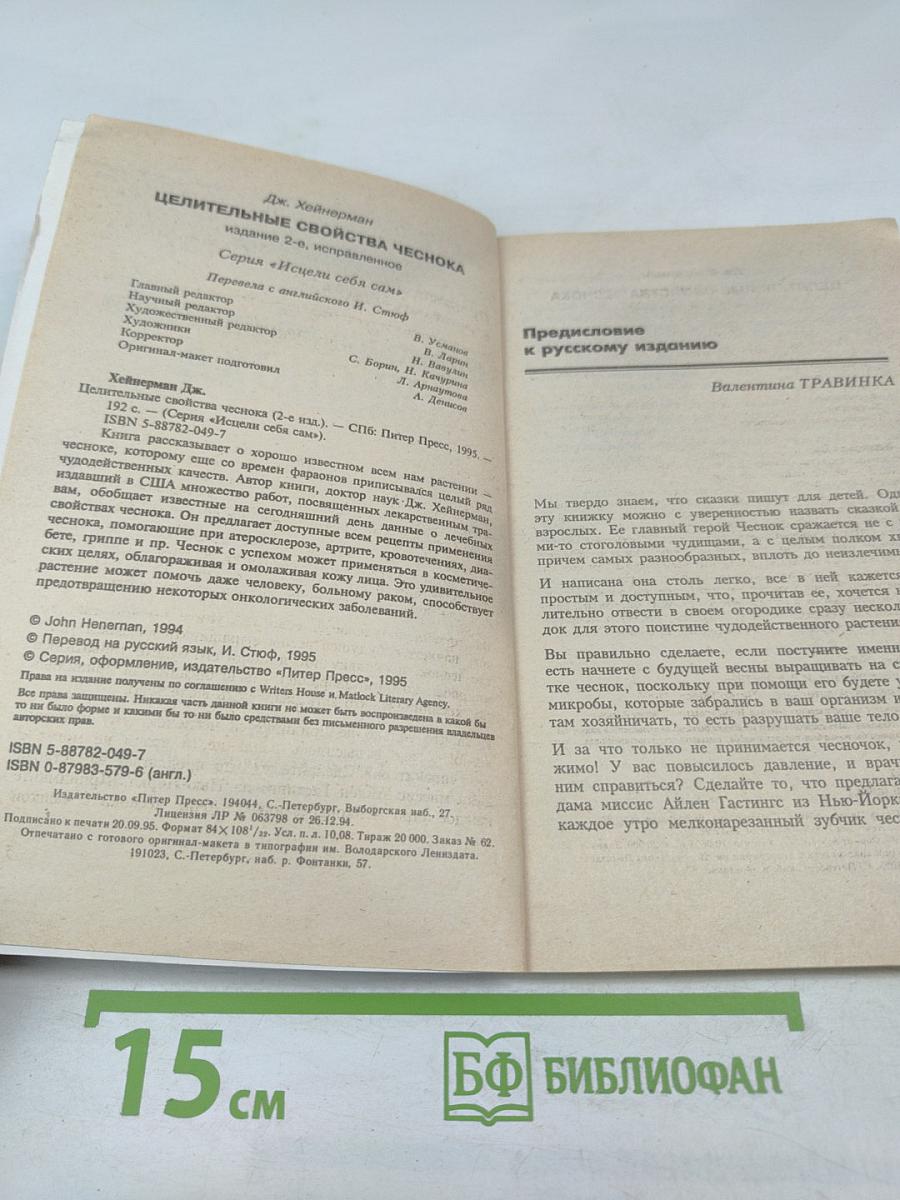 Дж. Хейнерман
ЦЕЛИТЕЛЬНЫЕ СВОЙСТВА ЧЕСНОКА
издание 2-е, исправленное
Серия «Исцели себя сам»
Перевела с английского И. Стюф
Главный редактор В. Усманов
Научный редактор В. Ларин
Художественный редактор Н. Вавулин
Художники С. Борин, Н. Качурина
Корректор Л. Арнаутова
Оригинал-макет подготовил А. Денисов
Хейнерман Дж.
Целительные свойства чеснока (2-е изд.). — СПб: Питер Пресс, 1995. —
192 с. — (Серия «Исцели себя сам»).
ISBN 5-88782-049-7
Книга рассказывает о хорошо известном всем нам растении —
чесноке, которому еще со времен фараонов приписывался целый ряд
чудодейственных качеств. Автор книги, доктор наук Дж. Хейнерман,
издавший в США множество работ, посвященных лекарственным тра-
вам, обобщает известные на сегодняшний день данные о лечебных
свойствах чеснока. Он предлагает доступные всем рецепты применения
чеснока, помогающие при атеросклерозе, артрите, кровотечениях, диа-
бете, гриппе и пр. Чеснок с успехом может применяться в косметиче-
ских целях, облагораживая и омолаживая кожу лица. Это удивительное
растение может помочь даже человеку, больному раком, способствует
предотвращению некоторых онкологических заболеваний.
© John Henerman, 1994
© Перевод на русский язык, И. Стюф, 1995
© Серия, оформление, издательство «Питер Пресс», 1995
Права на издание получены по соглашению с Writers House и Matlock Literary Agency.
Все права защищены. Никакая часть данной книги не может быть воспроизведена в какой бы
то ни было форме и какими бы то ни было средствами без письменного разрешения владельцев
авторских прав.
ISBN 5-88782-049-7
ISBN 0-87983-579-6 (англ.)
Издательство «Питер Пресс». 194044, С.-Петербург, Выборгская наб., 27.
Лицензия ЛР № 063798 от 26.12.94.
Подписано к печати 20.09.95. Формат 84×108¹/₃₂. Усл. п. л. 10,08. Тираж 20 000. Заказ № 62.
Отпечатано с готового оригинал-макета в типографии им. Володарского Лениздата.
191023, С.-Петербург, наб. р. Фонтанки, 57.
Предисловие
к русскому изданию
Валентина ТРАВИНКА
Мы твердо знаем, что сказки пишут для детей. Одн
эту книжку можно с уверенностью назвать сказкой
взрослых. Ее главный герой Чеснок сражается не с
ми-то стоголовыми чудищами, а с целым полком х
причем самых разнообразных, вплоть до неизлечим
И написана она столь легко, все в ней кажется
простым и доступным, что, прочитав ее, хочется н
лительно отвести в своем огородике сразу нескол
док для этого поистине чудодейственного растени
Вы правильно сделаете, если поступите именн
есть начнете с будущей весны выращивать на с
тке чеснок, поскольку при помощи его будете у
микробы, которые забрались в ваш организм и
там хозяйничать, то есть разрушать ваше тело
И за что только не принимается чесночок,
жимо! У вас повысилось давление, и врач
ним справиться? Сделайте то, что предлага
дама миссис Айлен Гастингс из Нью-Йорк
каждое утро мелконарезанный зубчик чес
15 см
БФ БИБЛИОФАН